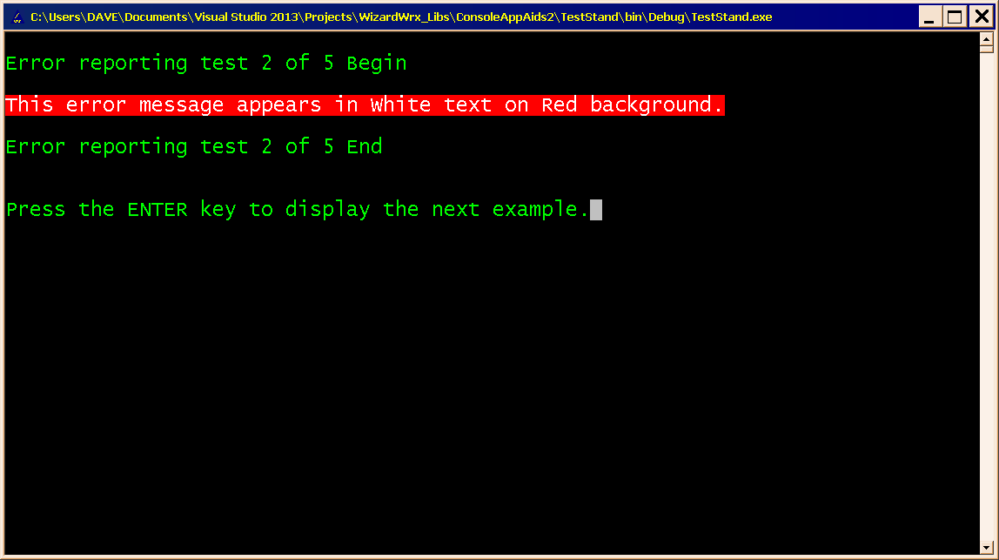 C:\Users\DAVE\Documents\Visual Studio 2013\Projects\WizardWrx_Libs\ConsoleAppAids2\TestStand\bin\Debug\TestStand.exe
Error reporting test 2 of 5 Begin
This error message appears in White text on Red background.
Error reporting test 2 of 5 End
Press the ENTER key to display the next example.